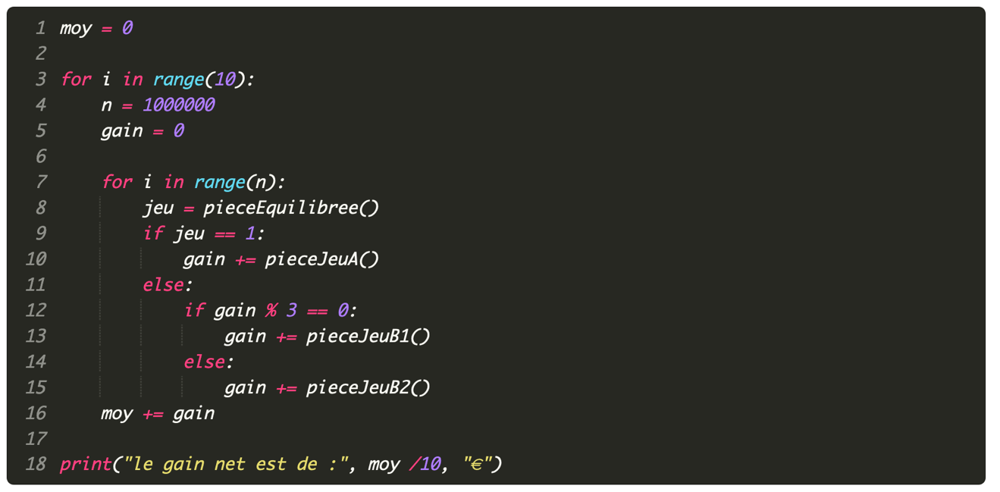 1 moy = 0
2
3 for i in range(10):
4     n = 1000000
5     gain = 0
6
7     for i in range(n):
8         jeu = pieceEquilibree()
9         if jeu == 1:
10             gain += pieceJeuA()
11         else:
12             if gain % 3 == 0:
13                 gain += pieceJeuB1()
14             else:
15                 gain += pieceJeuB2()
16     moy += gain
17
18 print("le gain net est de :", moy /10, "€")